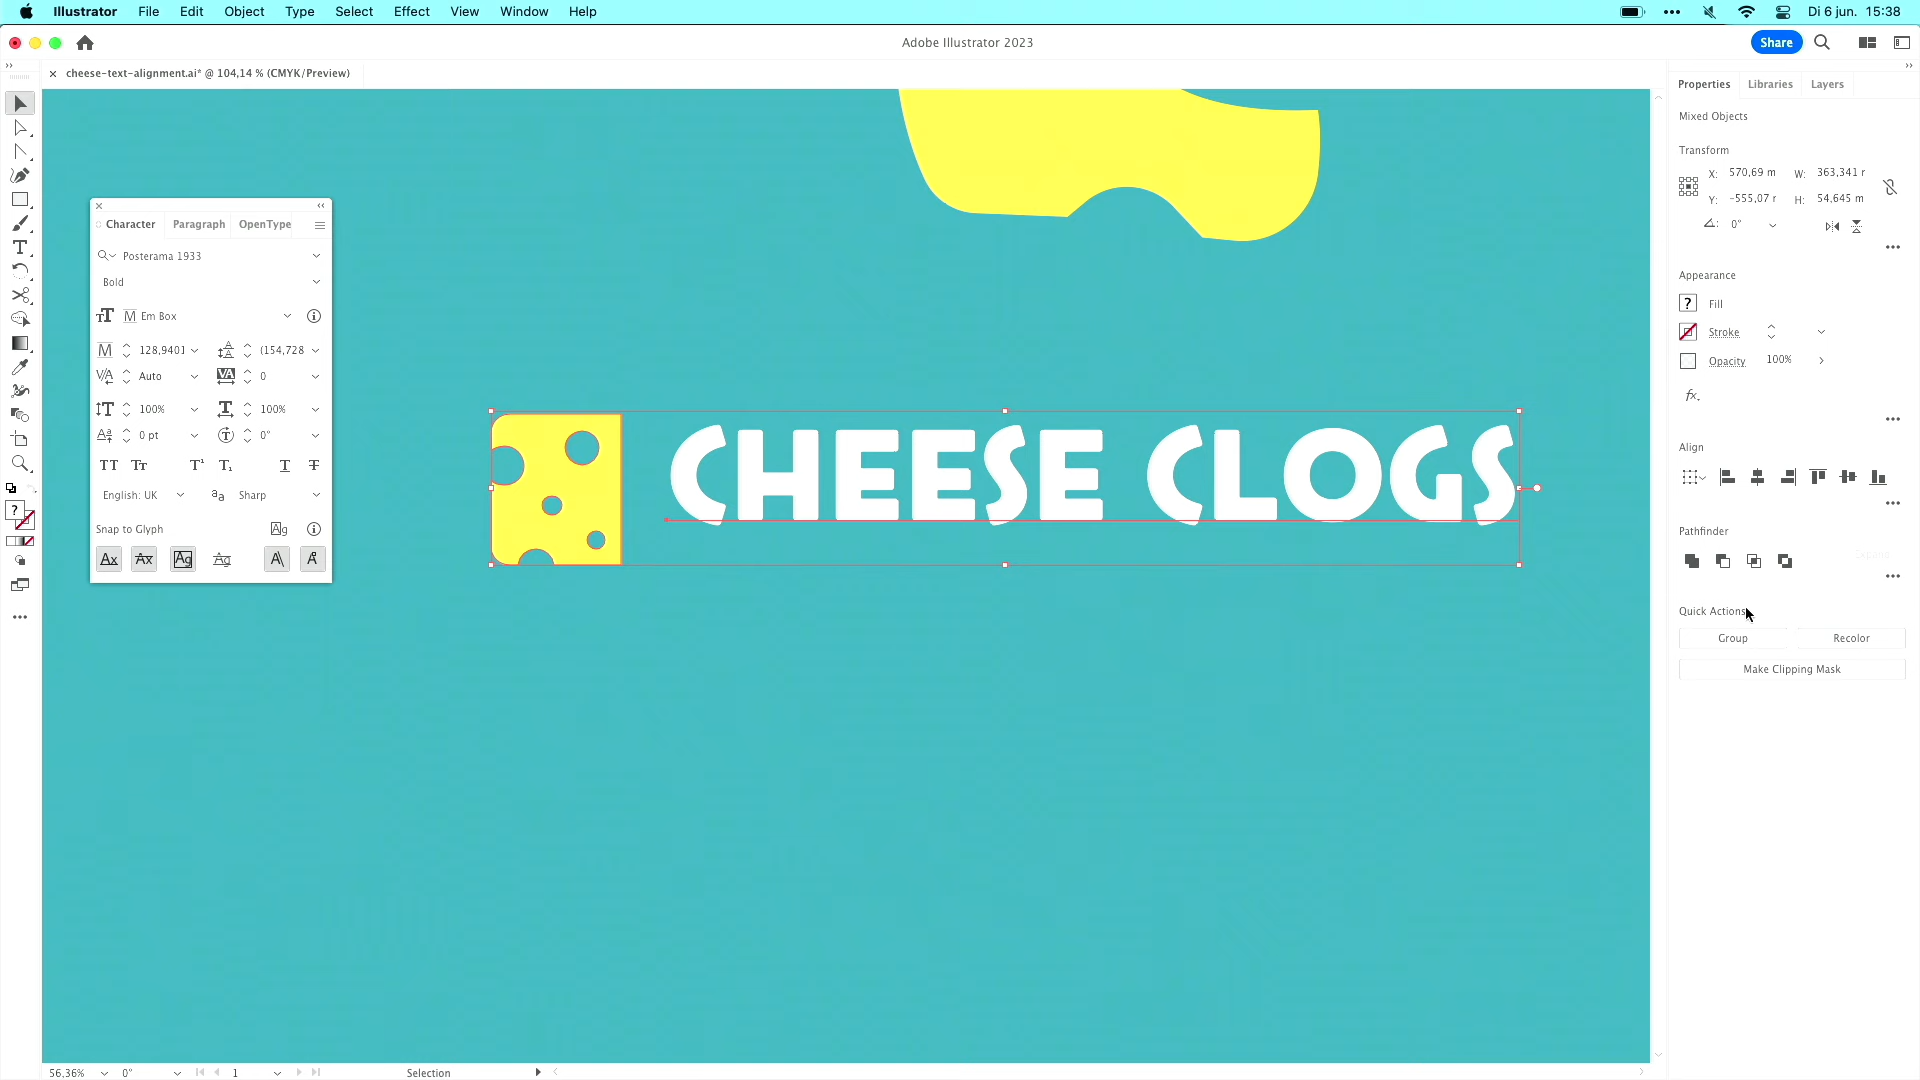 Illustrator File Edit Object Type Select Effect View Window Help
Di 6 jun. 15:38
Adobe Illustrator 2023
Share
cheese-text-alignment.ai* @ 104,14 % (CMYK/Preview)
Character Paragraph OpenType
Posterama 1933
Bold
Em Box
128,9401 (154,728
Auto 0
100% 100%
0 pt 0°
English: UK Sharp
Snap to Glyph
CHEESE CLOGS
Properties Libraries Layers
Mixed Objects
Transform
X: 570,69 m W: 363,341 r
Y: -555,07 r H: 54,645 m
0°
Appearance
Fill
Stroke
Opacity 100%
fx.
Align
Pathfinder
Expand
Quick Actions
Group Recolor
Make Clipping Mask
56,36% 0° 1 Selection